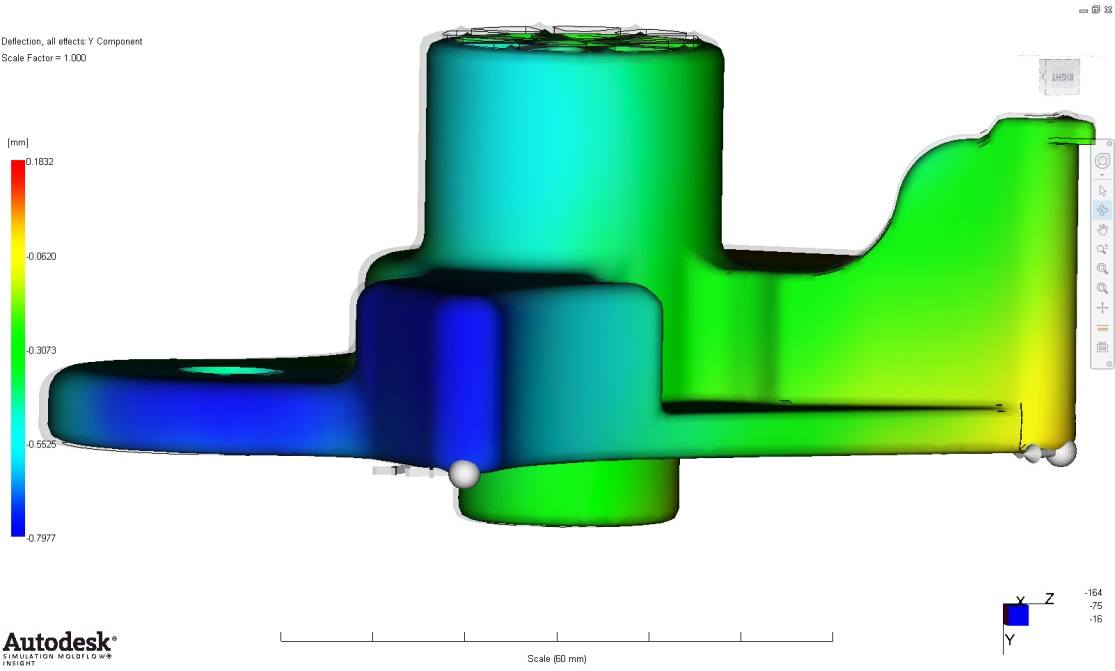 Deflection, all effects: Y Component
Scale Factor = 1.000
[mm]
0.1832
-0.0620
-0.3073
-0.5525
-0.7977
RIGHT
Scale (60 mm)
X
Z
Y
-164
-75
-16
Autodesk®
SIMULATION MOLDFLOW®
INSIGHT